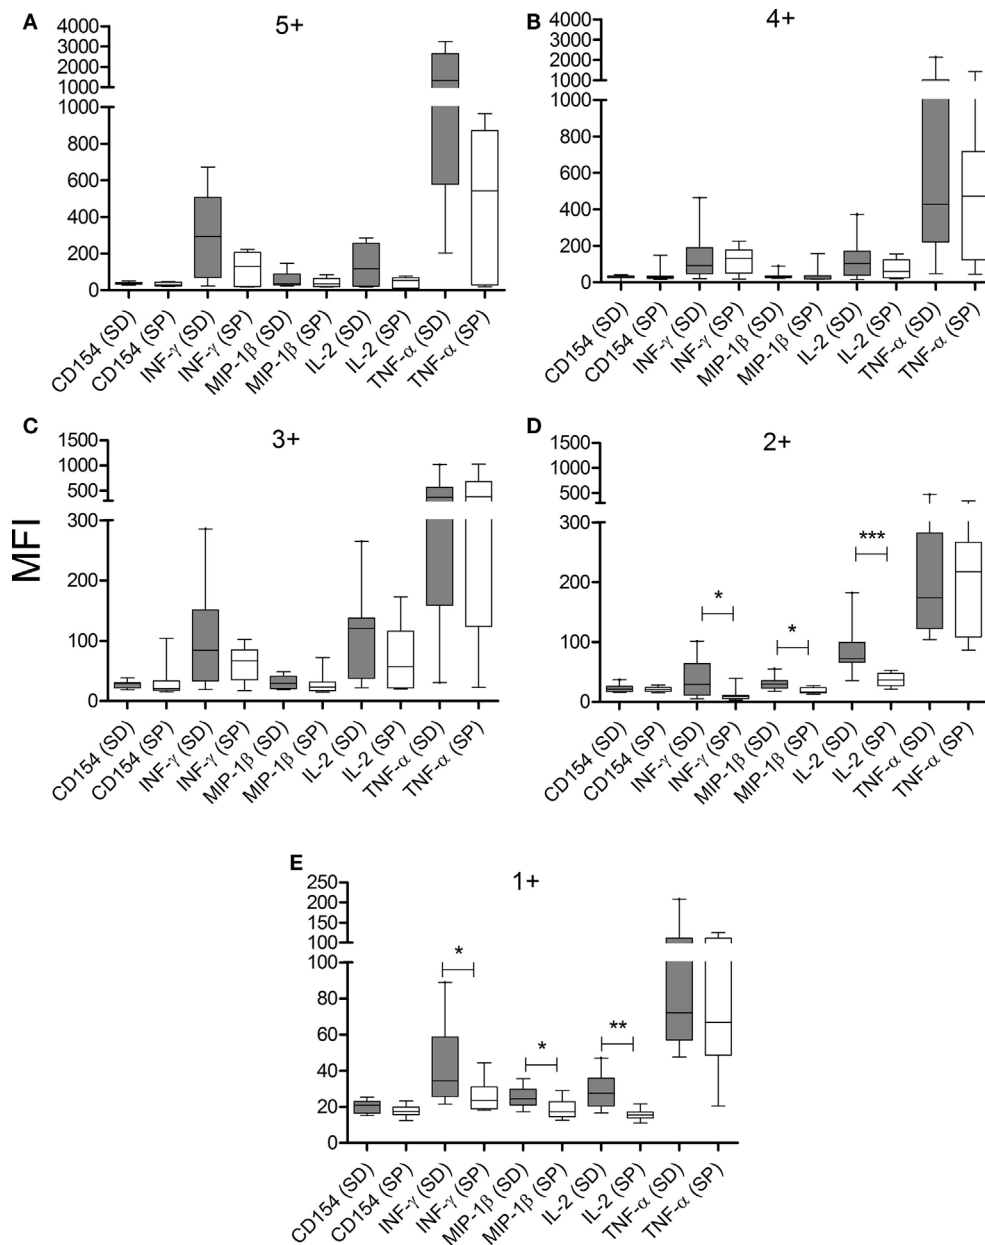 A
5+
4000
3000
2000
1000
1000
800
600
400
200
0
CD154 (SD)
CD154 (SP)
INF-γ (SD)
INF-γ (SP)
MIP-1β (SD)
MIP-1β (SP)
IL-2 (SD)
IL-2 (SP)
TNF-α (SD)
TNF-α (SP)
B
4+
4000
3000
2000
1000
1000
800
600
400
200
0
CD154 (SD)
CD154 (SP)
INF-γ (SD)
INF-γ (SP)
MIP-1β (SD)
MIP-1β (SP)
IL-2 (SD)
IL-2 (SP)
TNF-α (SD)
TNF-α (SP)
MFI
C
3+
1500
1000
500
300
200
100
0
CD154 (SD)
CD154 (SP)
INF-γ (SD)
INF-γ (SP)
MIP-1β (SD)
MIP-1β (SP)
IL-2 (SD)
IL-2 (SP)
TNF-α (SD)
TNF-α (SP)
D
2+
1500
1000
500
300
200
100
0
*
*
***
CD154 (SD)
CD154 (SP)
INF-γ (SD)
INF-γ (SP)
MIP-1β (SD)
MIP-1β (SP)
IL-2 (SD)
IL-2 (SP)
TNF-α (SD)
TNF-α (SP)
E
1+
250
200
150
100
100
80
60
40
20
0
*
*
**
CD154 (SD)
CD154 (SP)
INF-γ (SD)
INF-γ (SP)
MIP-1β (SD)
MIP-1β (SP)
IL-2 (SD)
IL-2 (SP)
TNF-α (SD)
TNF-α (SP)